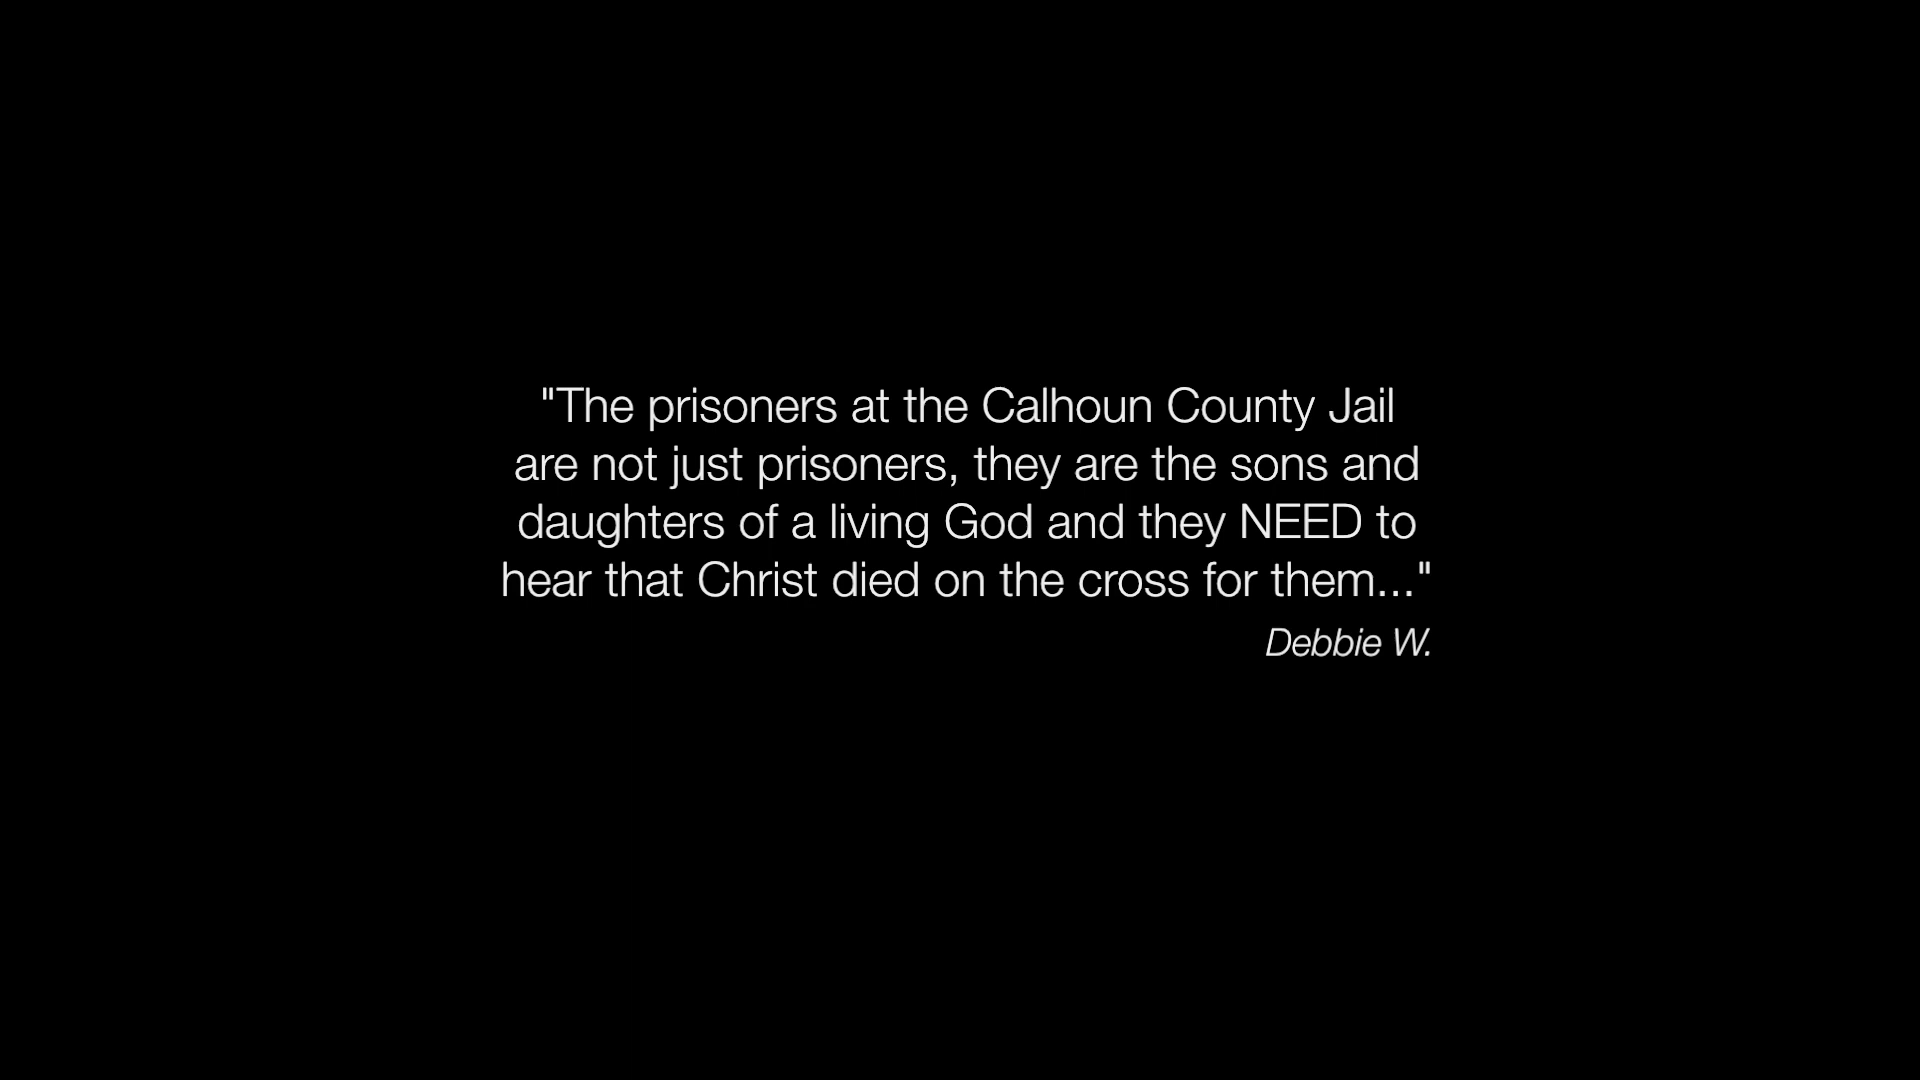 "The prisoners at the Calhoun County Jail
are not just prisoners, they are the sons and
daughters of a living God and they NEED to
hear that Christ died on the cross for them..."
Debbie W.